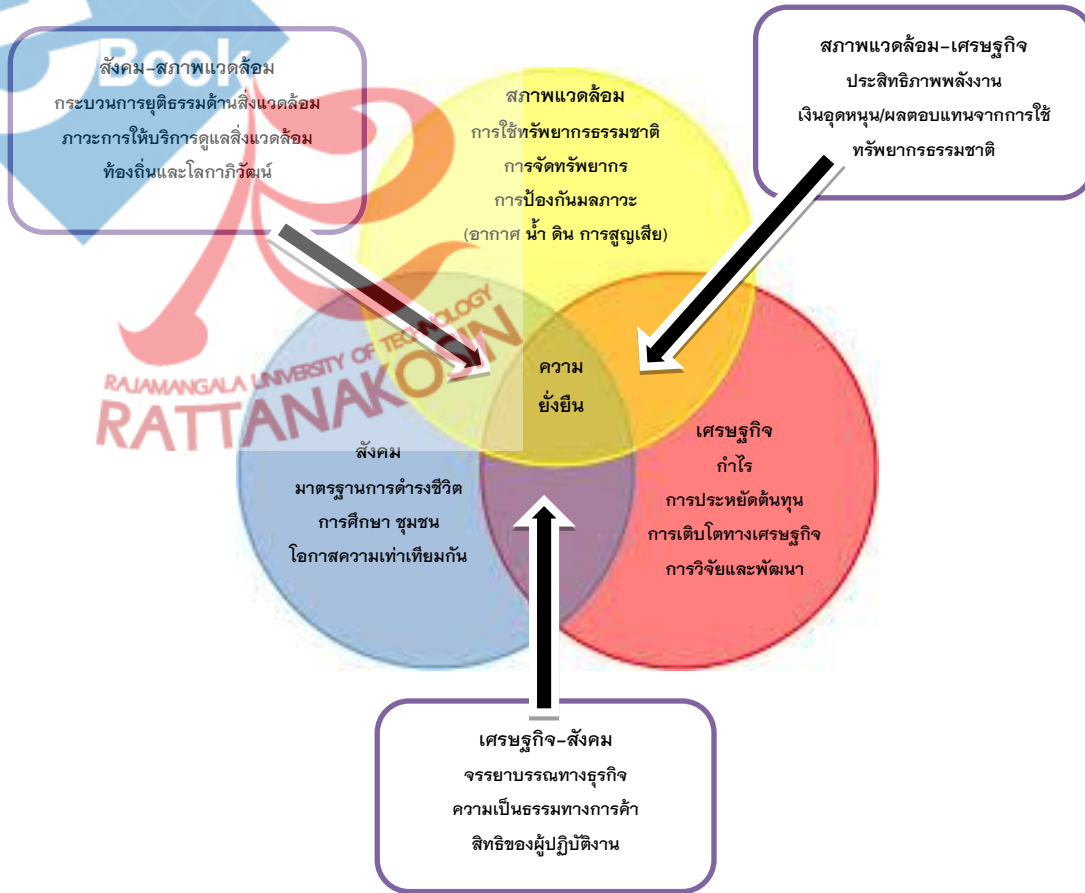 Book
สังคม-สภาพแวดล้อม
กระบวนการยุติธรรมด้านสิ่งแวดล้อม
ภาวะการให้บริการดูแลสิ่งแวดล้อม
ท้องถิ่นและโลกาภิวัฒน์
สภาพแวดล้อม
การใช้ทรัพยากรธรรมชาติ
การจัดทรัพยากร
การป้องกันมลภาวะ
(อากาศ น้ำ ดิน การสูญเสีย)
สภาพแวดล้อม-เศรษฐกิจ
ประสิทธิภาพพลังงาน
เงินอุดหนุน/ผลตอบแทนจากการใช้
ทรัพยากรธรรมชาติ
RAJAMANGALA UNIVERSITY OF TECHNOLOGY
RATTANAKOSIN
ความ
ยั่งยืน
สังคม
มาตรฐานการดำรงชีวิต
การศึกษา ชุมชน
โอกาสความเท่าเทียมกัน
เศรษฐกิจ
กำไร
การประหยัดต้นทุน
การเติบโตทางเศรษฐกิจ
การวิจัยและพัฒนา
เศรษฐกิจ-สังคม
จรรยาบรรณทางธุรกิจ
ความเป็นธรรมทางการค้า
สิทธิของผู้ปฏิบัติงาน